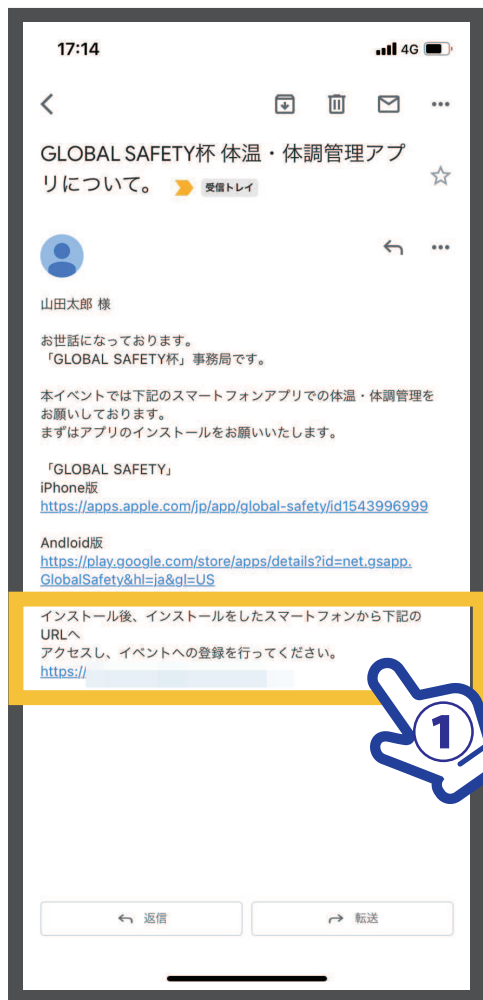 17:14
4G
GLOBAL SAFETY杯 体温・体調管理アプ
リについて。 受信トレイ
山田太郎 様
お世話になっております。
「GLOBAL SAFETY杯」事務局です。
本イベントでは下記のスマートフォンアプリでの体温・体調管理を
お願いしております。
まずはアプリのインストールをお願いいたします。
「GLOBAL SAFETY」
iPhone版
https://apps.apple.com/jp/app/global-safety/id1543996999
Andloid版
https://play.google.com/store/apps/details?id=net.gsapp.
GlobalSafety&hl=ja&gl=US
インストール後、インストールをしたスマートフォンから下記の
URLへ
アクセスし、イベントへの登録を行ってください。
https://
1
返信
転送